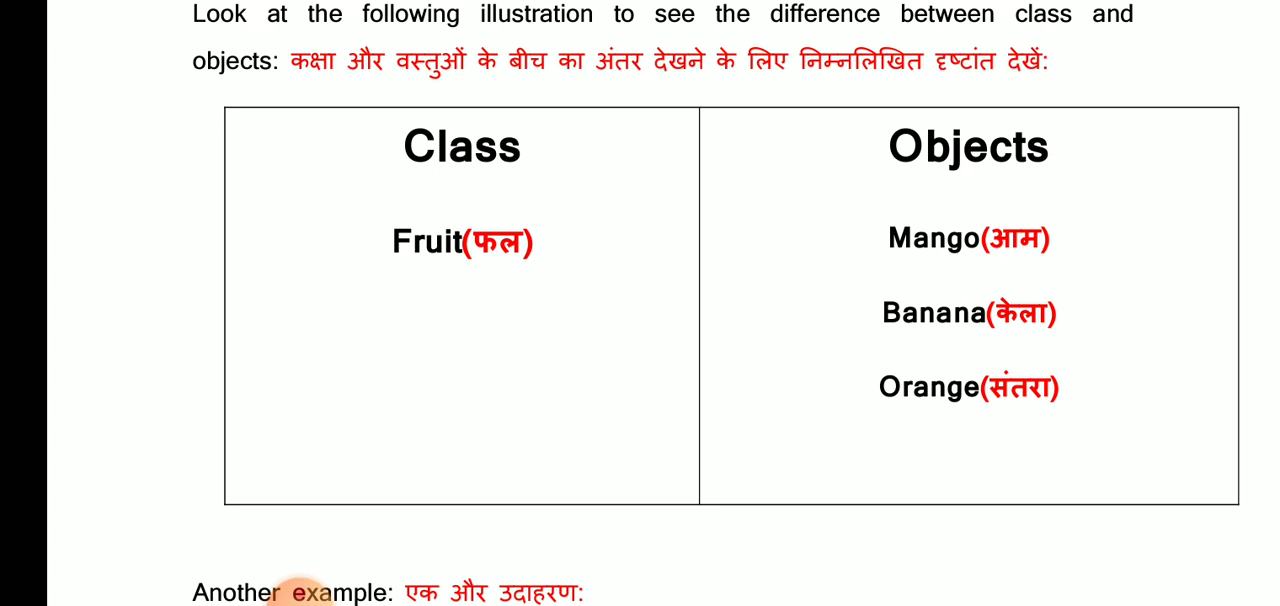 Look at the following illustration to see the difference between class and
objects: कक्षा और वस्तुओं के बीच का अंतर देखने के लिए निम्नलिखित दृष्टांत देखें:
Class
Fruit(फल)
Objects
Mango(आम)
Banana(केला)
Orange(संतरा)
Another example: एक और उदाहरण: